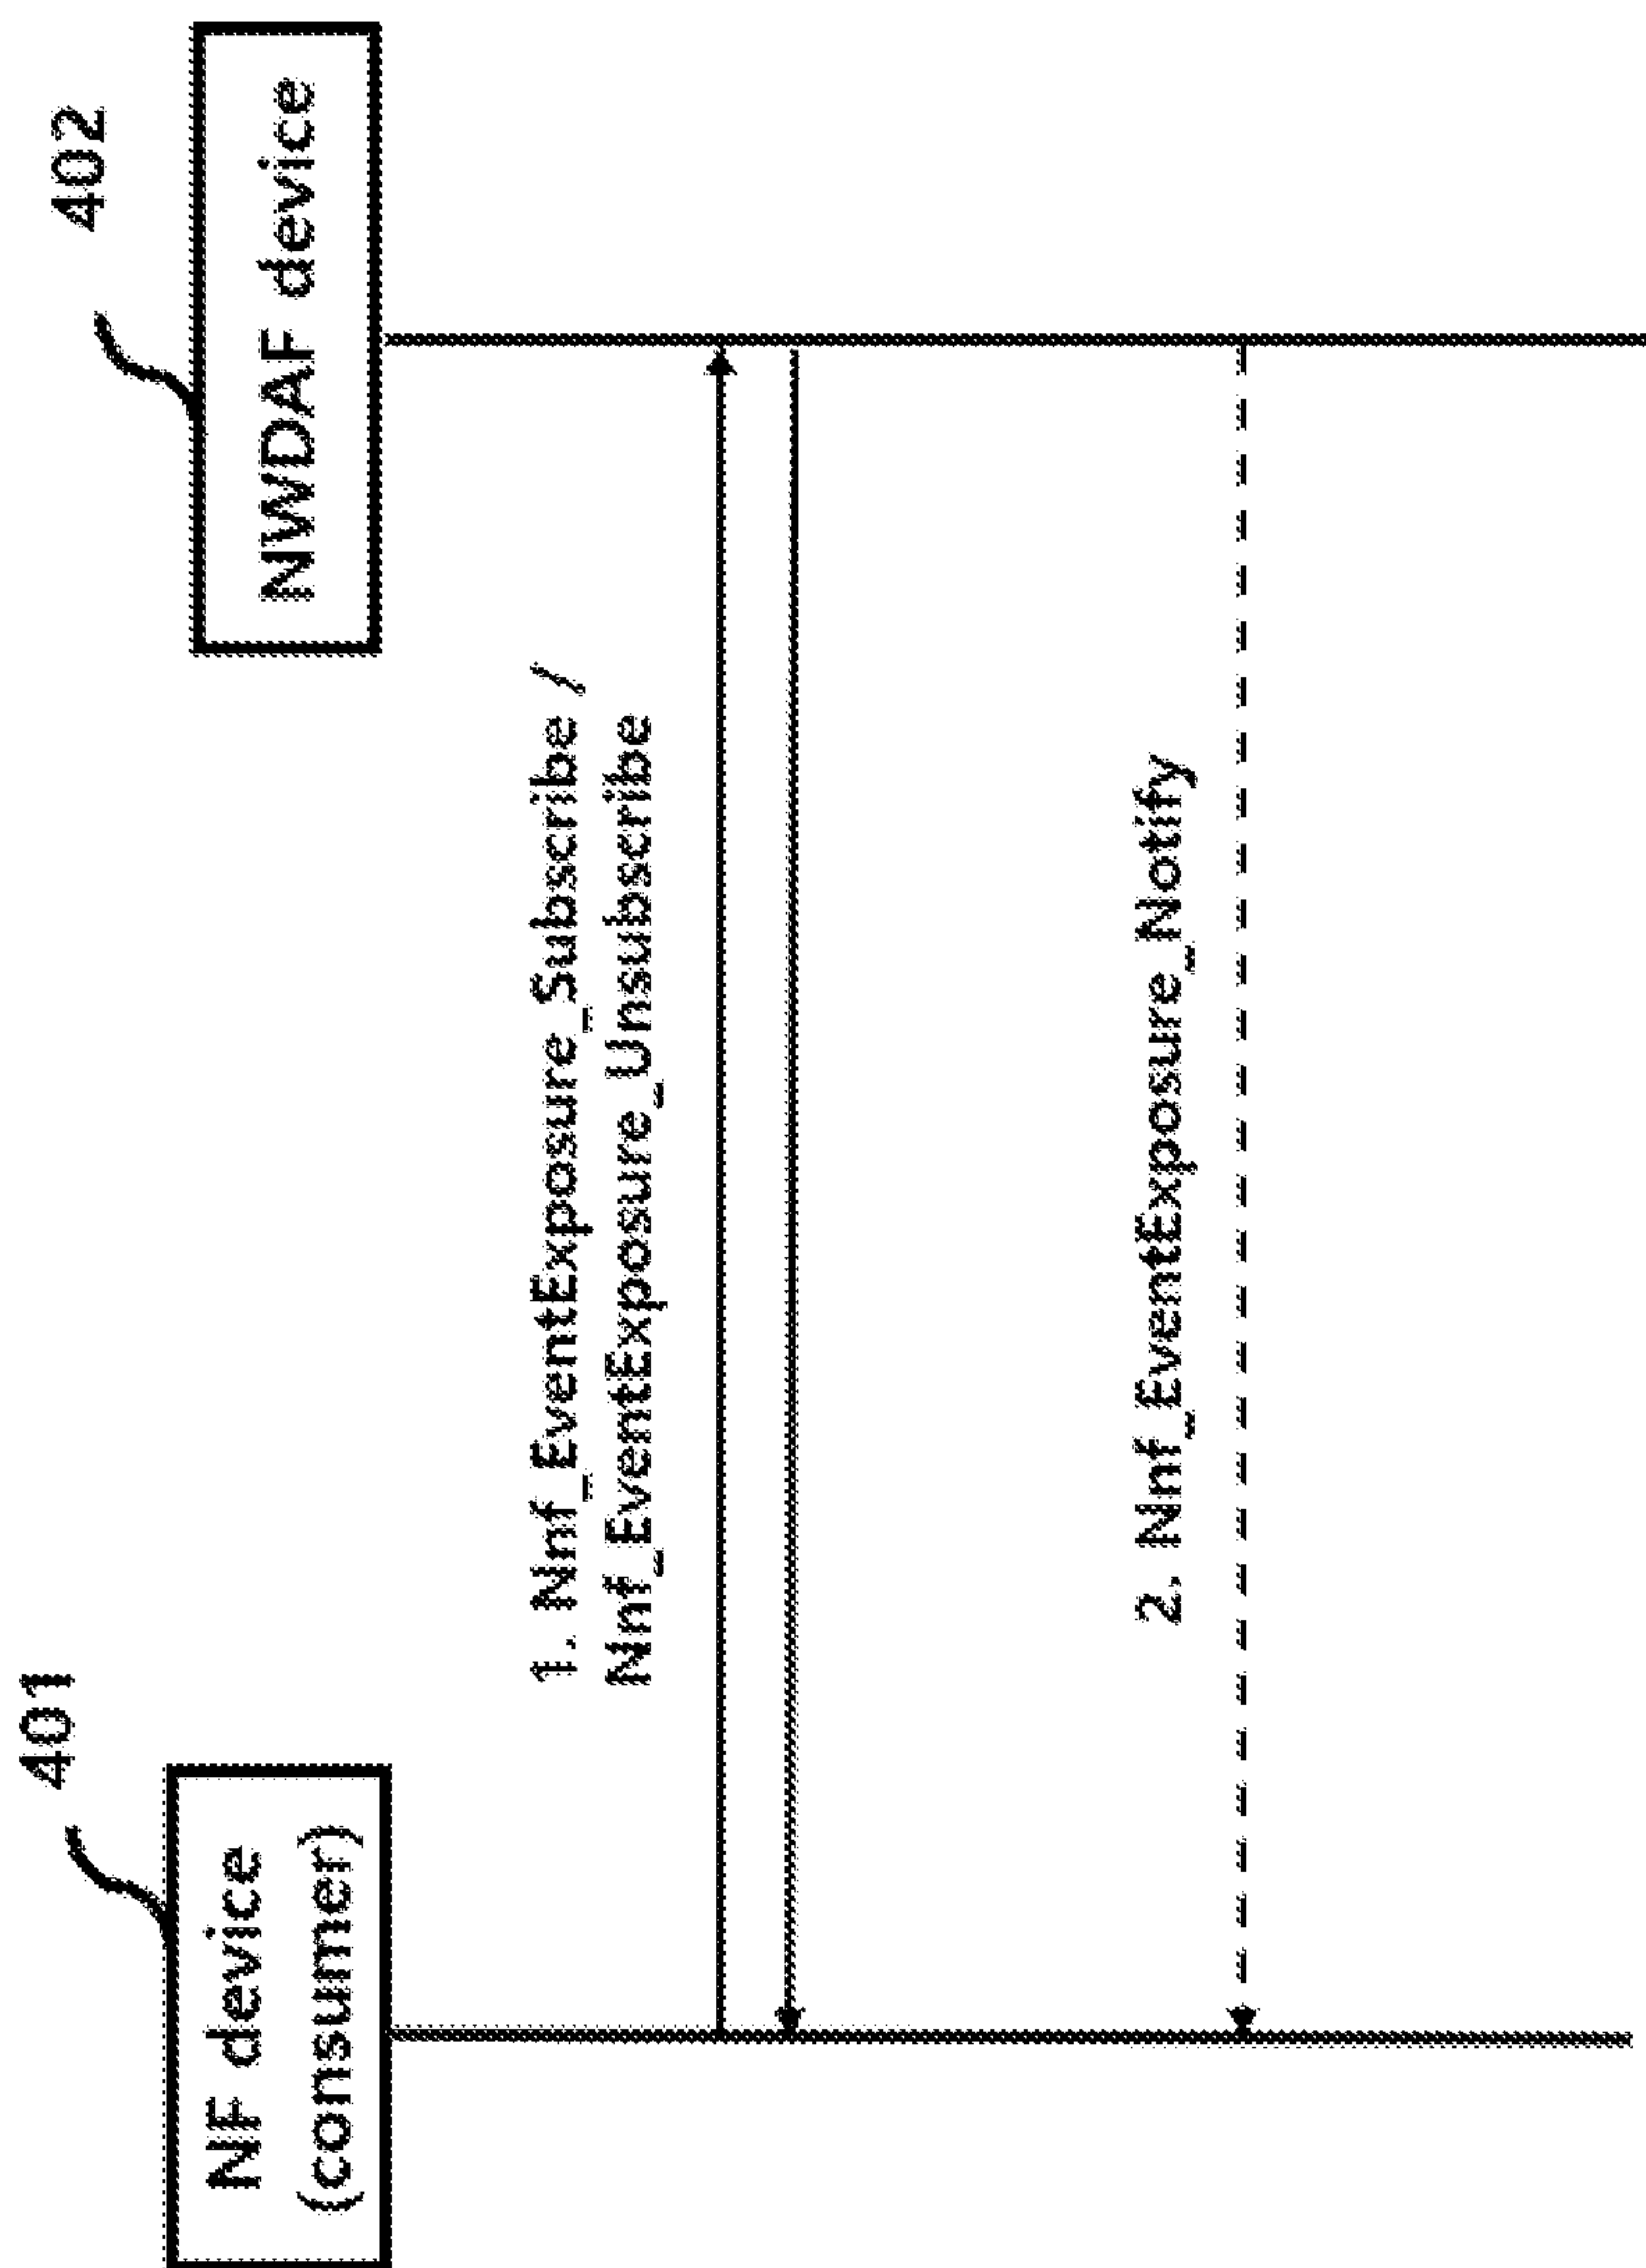 401
NF device
(consumer)
402
NWDAF device
1. Nnf_EventExposure_Subscribe /
Nnf_EventExposure_Unsubscribe
2. Nnf_EventExposure_Notify